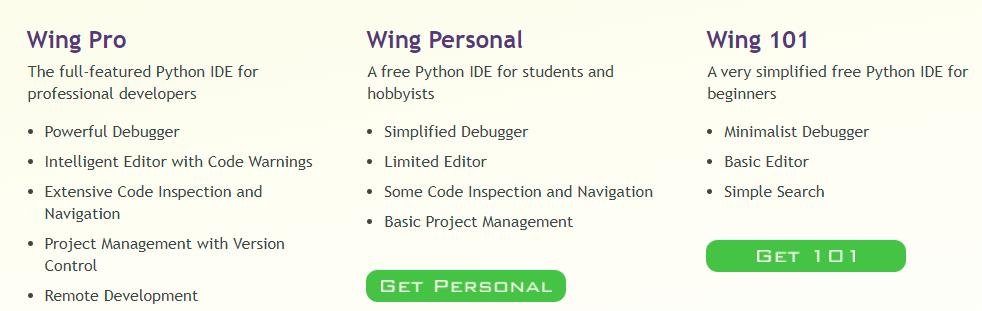 Wing Pro
The full-featured Python IDE for
professional developers
• Powerful Debugger
• Intelligent Editor with Code Warnings
• Extensive Code Inspection and
Navigation
• Project Management with Version
Control
• Remote Development
Wing Personal
A free Python IDE for students and
hobbyists
• Simplified Debugger
• Limited Editor
• Some Code Inspection and Navigation
• Basic Project Management
Get Personal
Wing 101
A very simplified free Python IDE for
beginners
• Minimalist Debugger
• Basic Editor
• Simple Search
Get 101